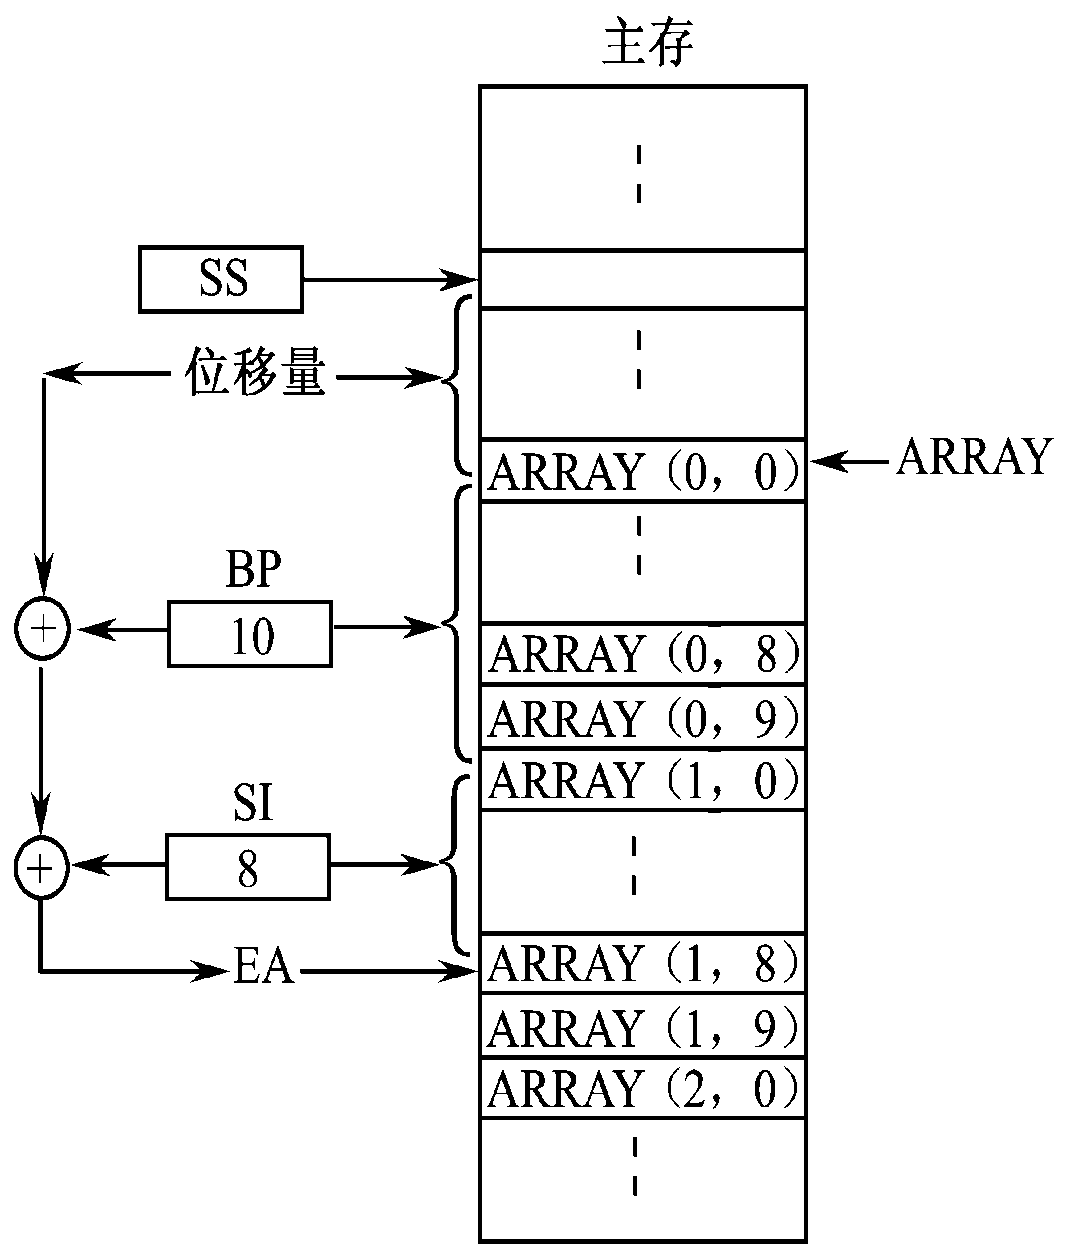 主存
SS
位移量
ARRAY (0, 0)
ARRAY
BP
+
10
ARRAY (0, 8)
ARRAY (0, 9)
ARRAY (1, 0)
SI
+
8
EA
ARRAY (1, 8)
ARRAY (1, 9)
ARRAY (2, 0)